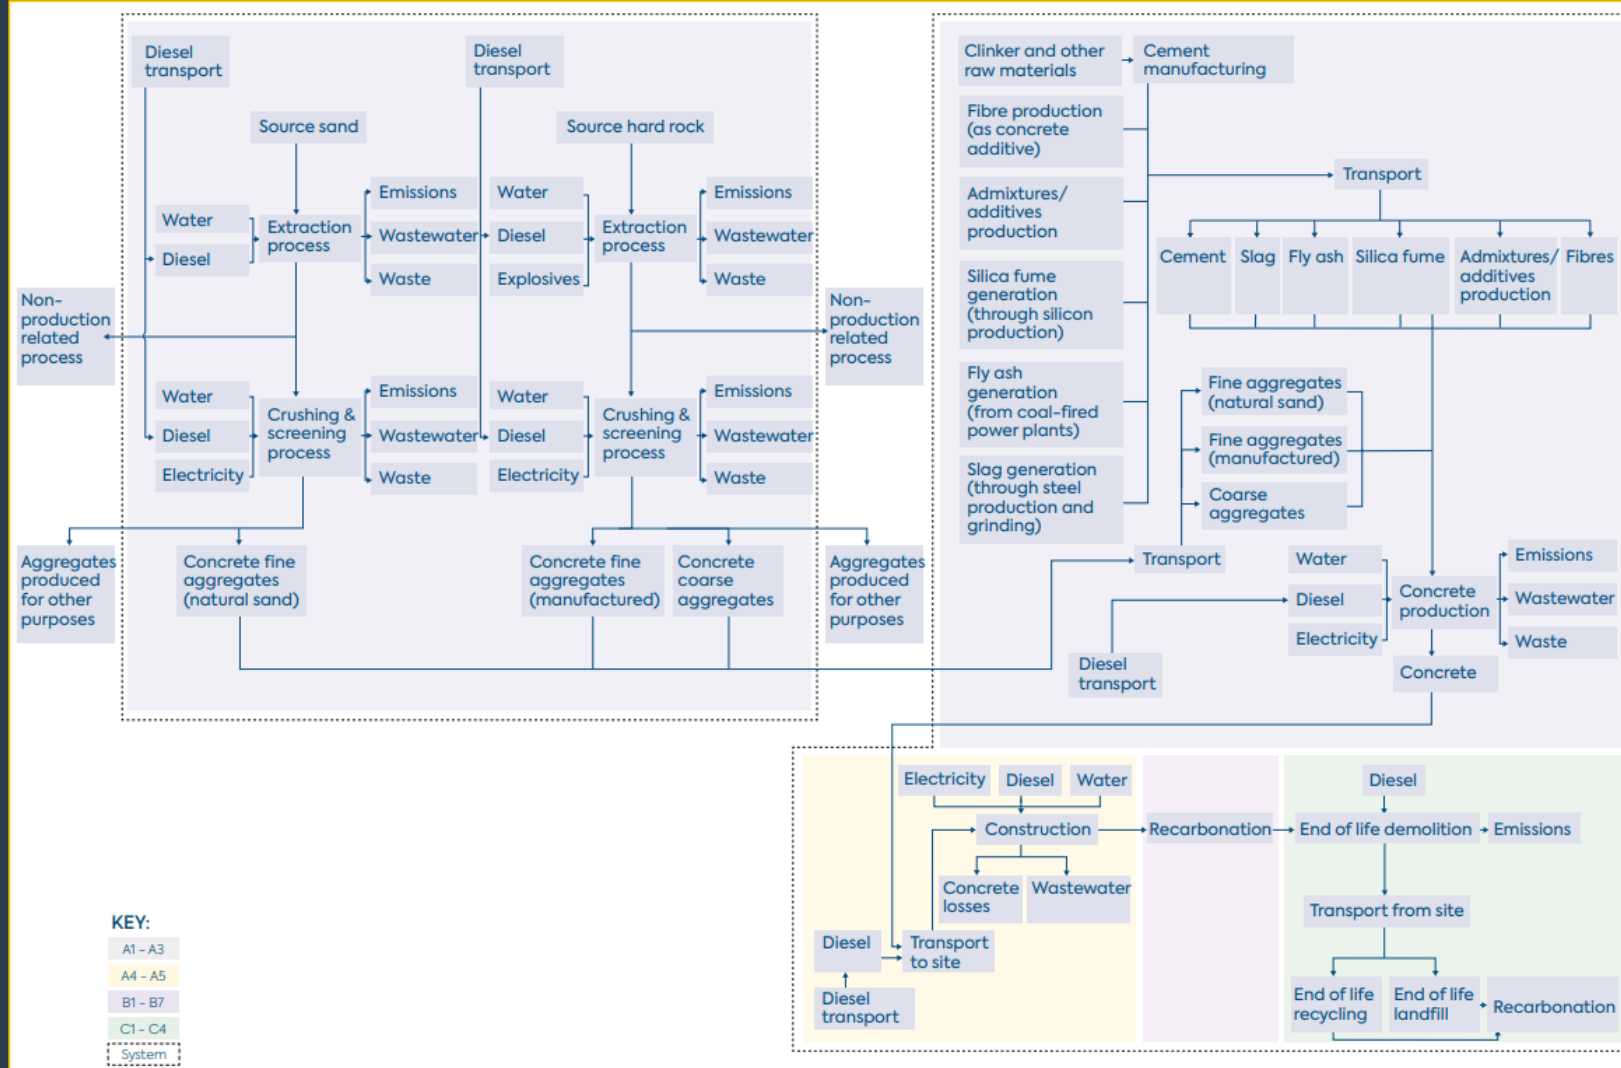 Diesel
transport
Diesel
transport
Source sand
Source hard rock
Water
Diesel
Extraction
process
Emissions
Wastewater
Waste
Water
Diesel
Explosives
Extraction
process
Emissions
Wastewater
Waste
Non-
production
related
process
Non-
production
related
process
Water
Diesel
Electricity
Crushing &
screening
process
Emissions
Wastewater
Waste
Water
Diesel
Electricity
Crushing &
screening
process
Emissions
Wastewater
Waste
Aggregates
produced
for other
purposes
Concrete fine
aggregates
(natural sand)
Concrete fine
aggregates
(manufactured)
Concrete
coarse
aggregates
Aggregates
produced
for other
purposes
Clinker and other
raw materials
Cement
manufacturing
Fibre production
(as concrete
additive)
Admixtures/
additives
production
Silica fume
generation
(through silicon
production)
Fly ash
generation
(from coal-fired
power plants)
Slag generation
(through steel
production and
grinding)
Transport
Cement
Slag
Fly ash
Silica fume
Admixtures/
additives
production
Fibres
Fine aggregates
(natural sand)
Fine aggregates
(manufactured)
Coarse
aggregates
Transport
Water
Diesel
Electricity
Concrete
production
Emissions
Wastewater
Waste
Diesel
transport
Concrete
Electricity
Diesel
Water
Construction
Concrete
losses
Wastewater
Diesel
Transport
to site
Diesel
transport
Recarbonation
Diesel
End of life demolition
Emissions
Transport from site
End of life
recycling
End of life
landfill
Recarbonation
KEY:
A1 - A3
A4 - A5
B1 - B7
C1 - C4
System